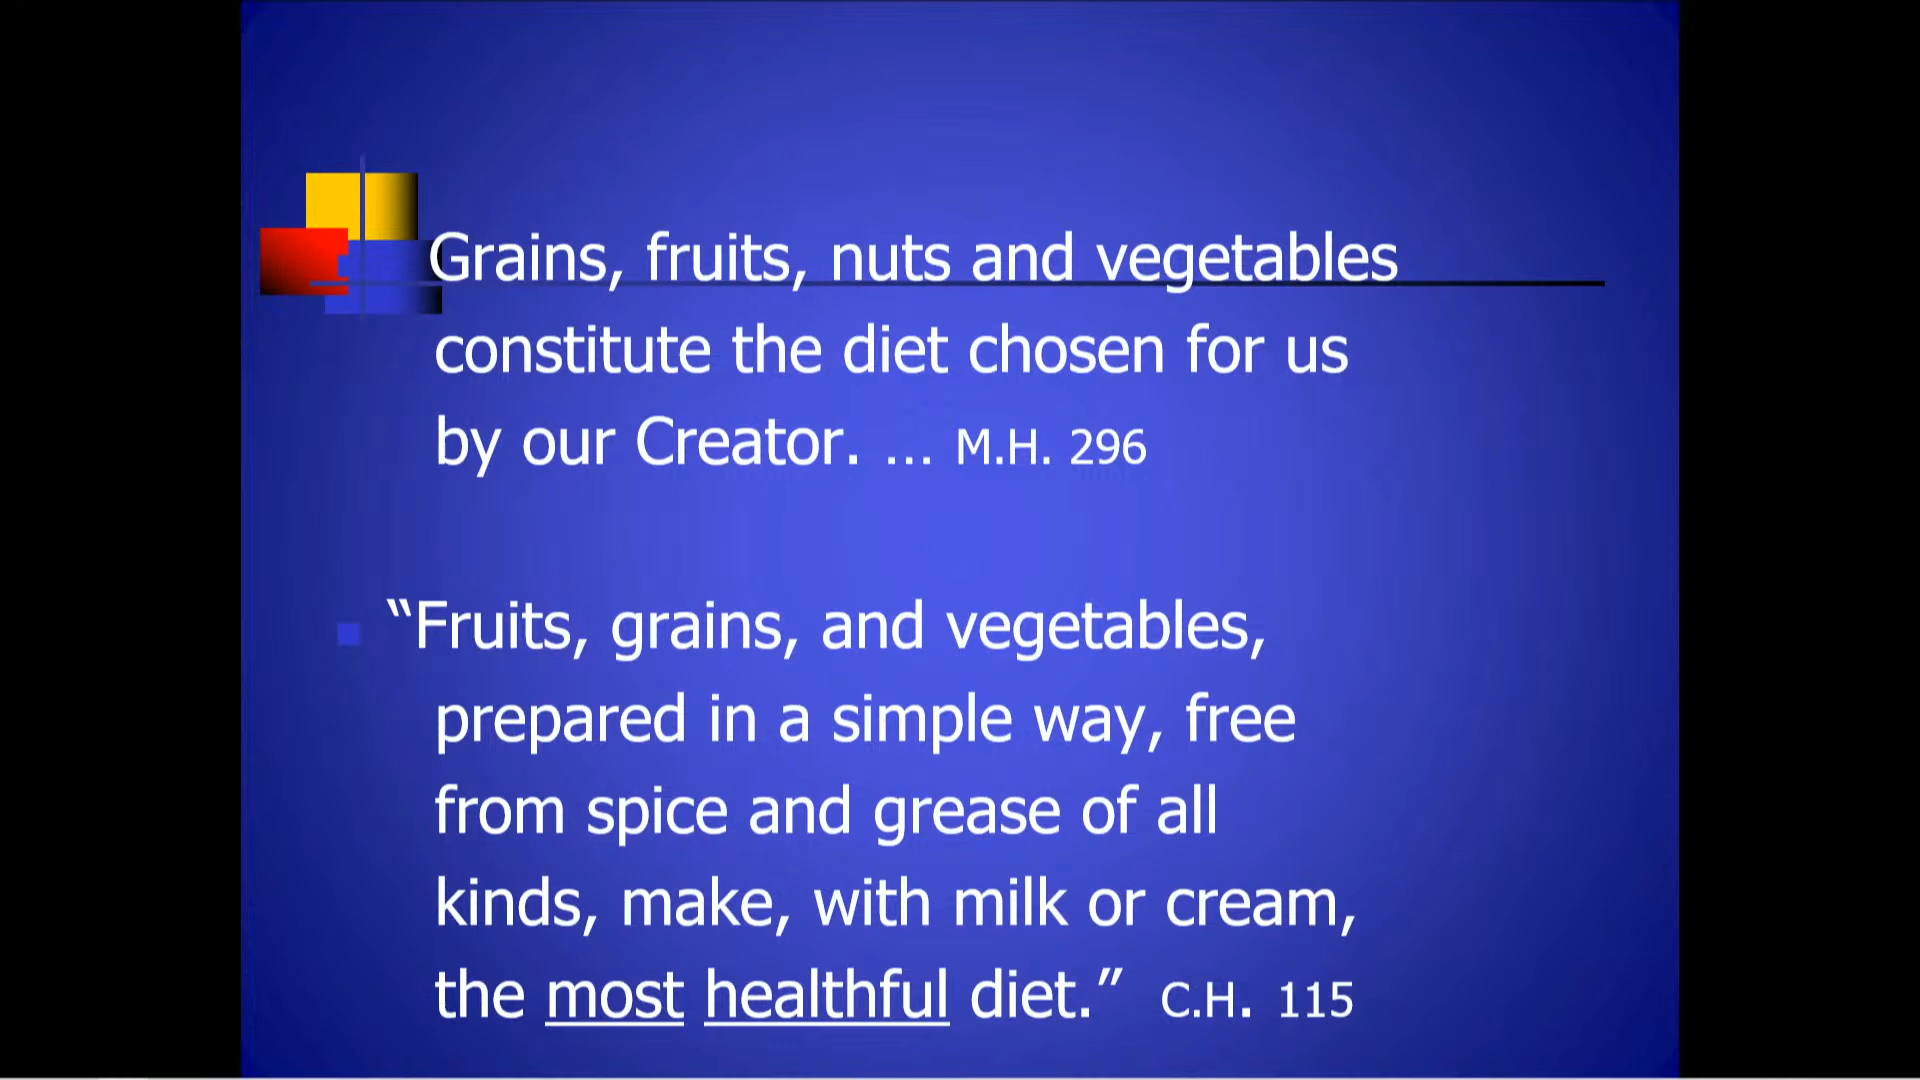 Grains, fruits, nuts and vegetables
constitute the diet chosen for us
by our Creator. ... M.H. 296
“Fruits, grains, and vegetables,
prepared in a simple way, free
from spice and grease of all
kinds, make, with milk or cream,
the most healthful diet.” C.H. 115